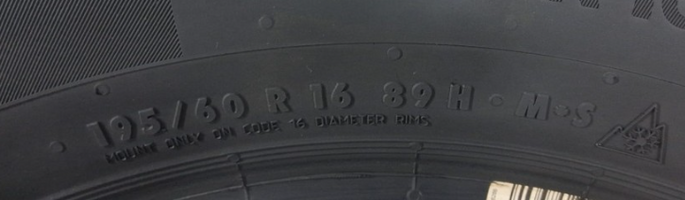 195/60 R 16 89 H • M•S
MOUNT ONLY ON CODE 16 DIAMETER RIMS